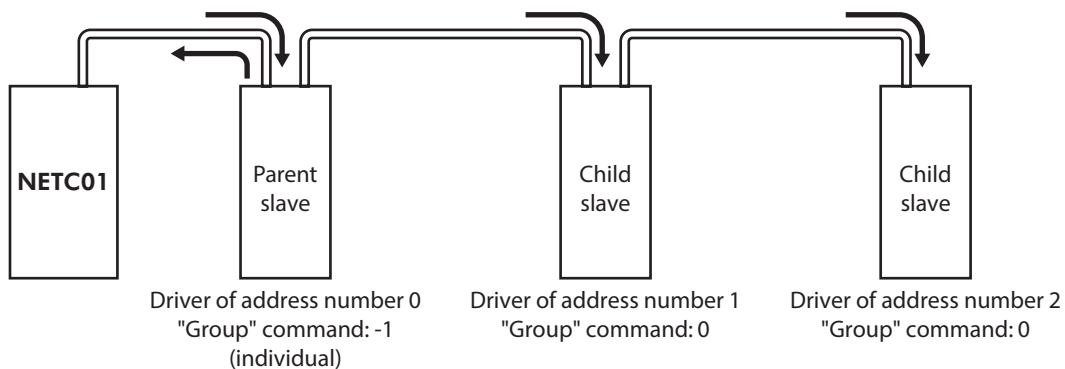 NETC01
Parent
slave
Child
slave
Child
slave
Driver of address number 0
"Group" command: -1
(individual)
Driver of address number 1
"Group" command: 0
Driver of address number 2
"Group" command: 0